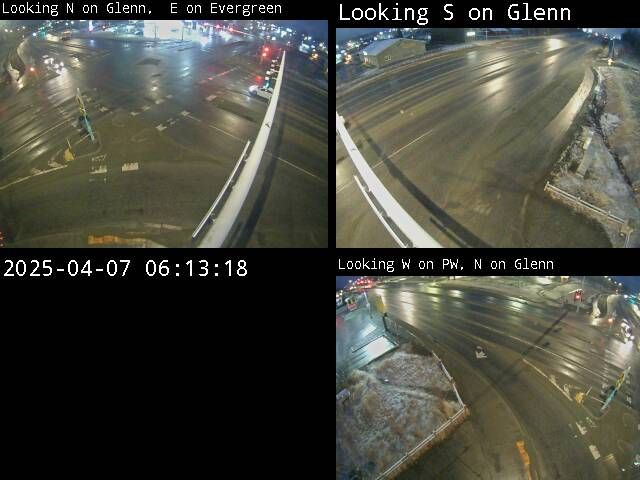 Looking N on Glenn,  E on Evergreen
Looking S on Glenn
2025-04-07 06:13:18
Looking W on PW, N on Glenn